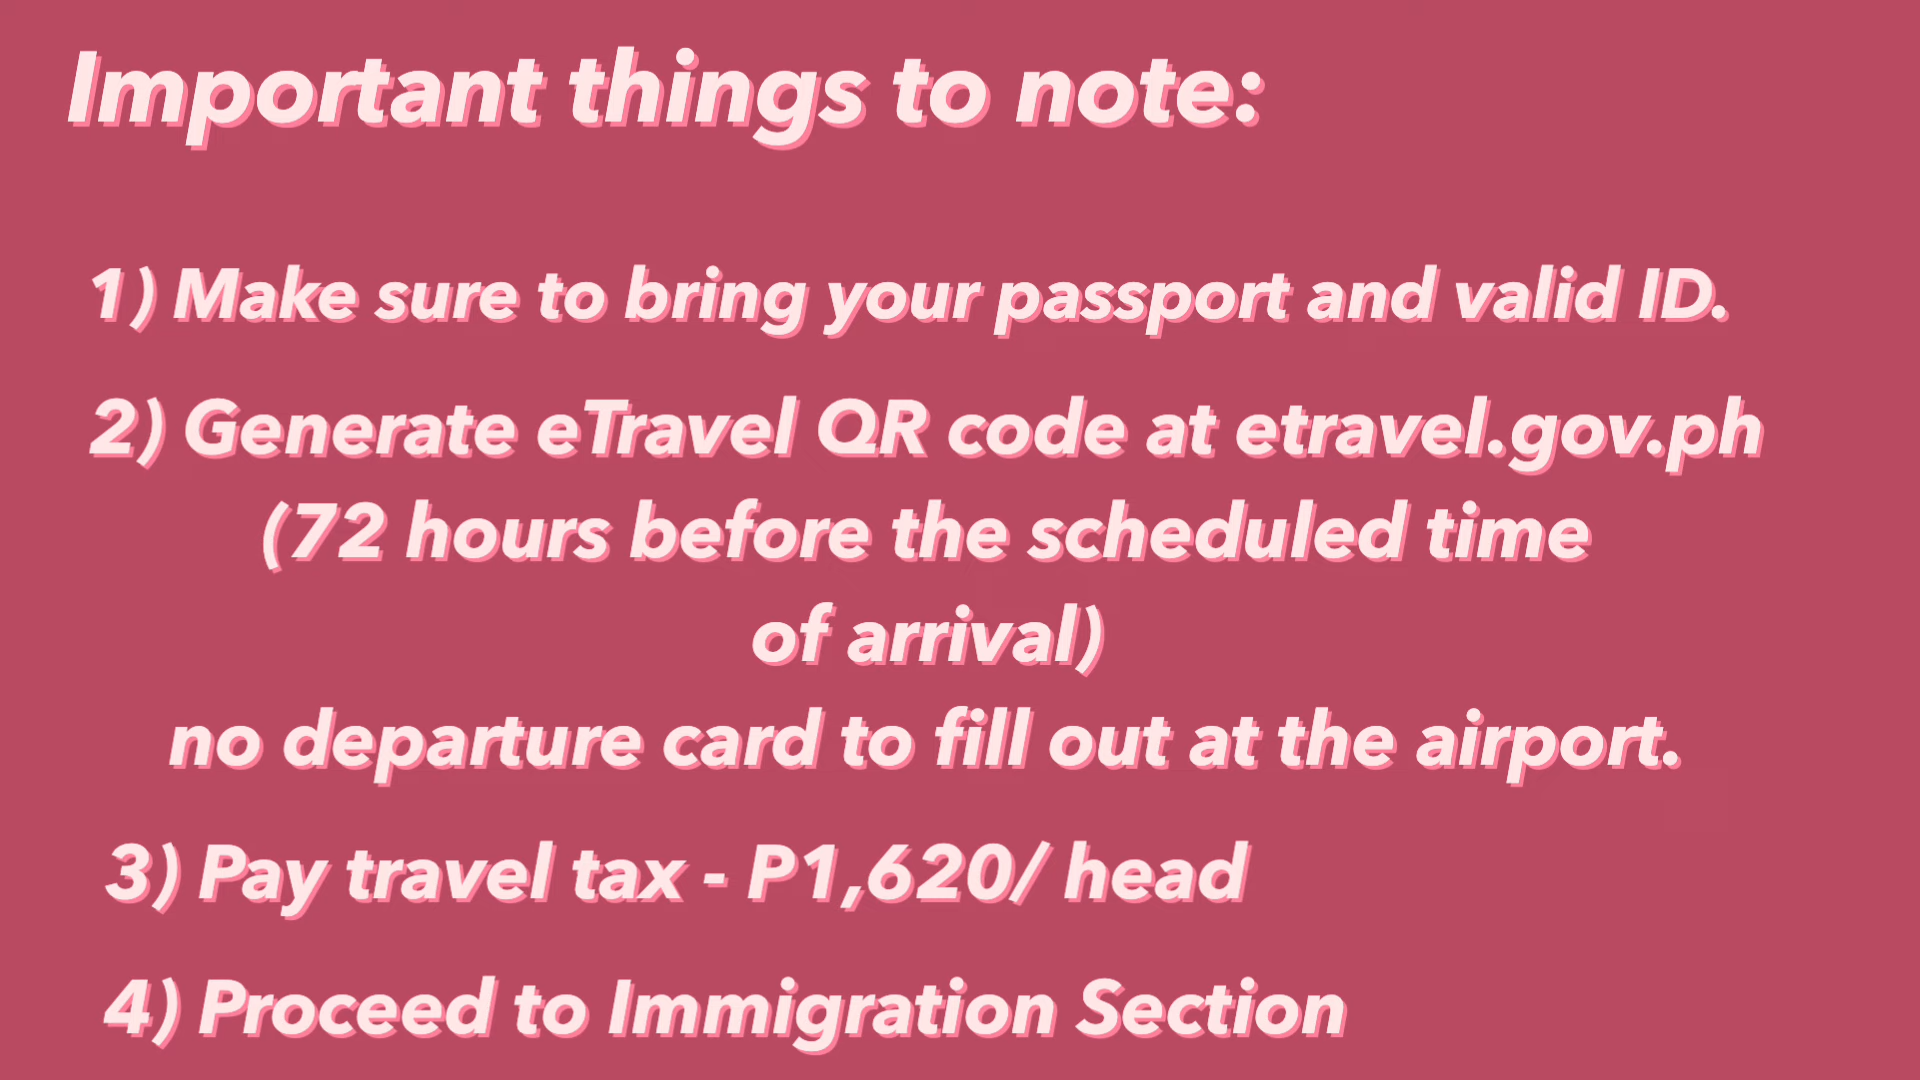 Important things to note:
1) Make sure to bring your passport and valid ID.
2) Generate eTravel QR code at etravel.gov.ph
(72 hours before the scheduled time
of arrival)
no departure card to fill out at the airport.
3) Pay travel tax - P1,620/ head
4) Proceed to Immigration Section